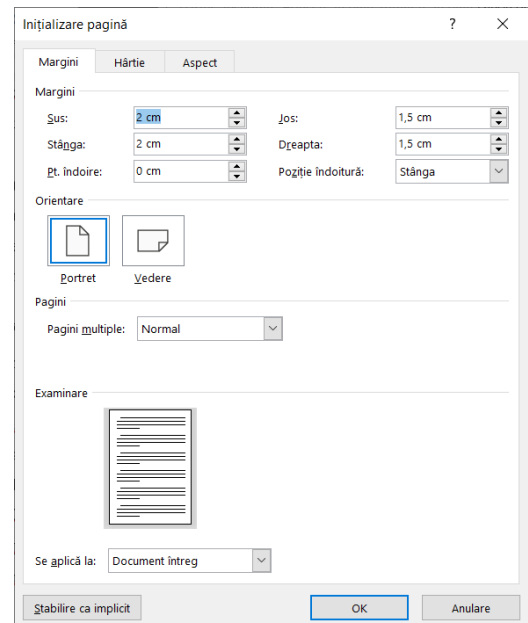 Inițializare pagină ? ×
Margini Hârtie Aspect
Margini
Sus: 2 cm Jos: 1,5 cm
Stânga: 2 cm Dreapta: 1,5 cm
Pt. îndoire: 0 cm Poziție îndoitură: Stânga
Orientare
Portret Vedere
Pagini
Pagini multiple: Normal
Examinare
Se aplică la: Document întreg
Stabilire ca implicit OK Anulare